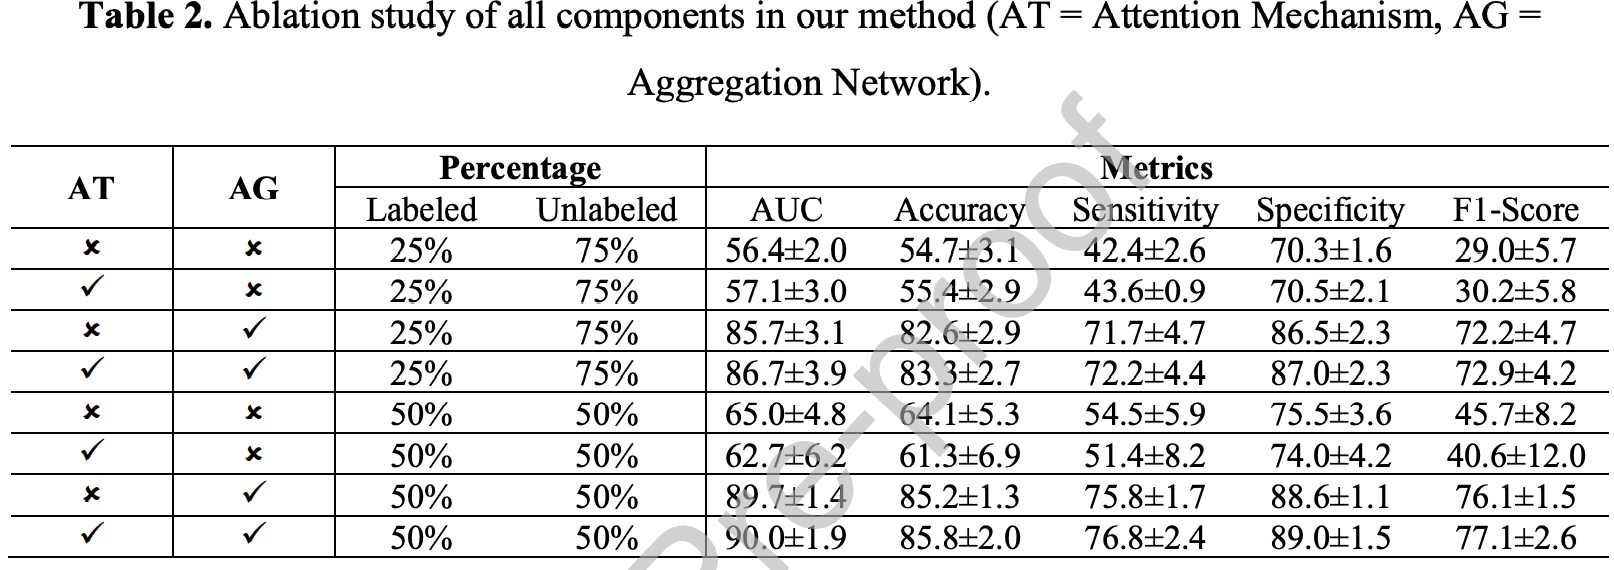 Table 2. Ablation study of all components in our method (AT = Attention Mechanism, AG =
Aggregation Network).
AT AG Percentage Metrics
Labeled Unlabeled AUC Accuracy Sensitivity Specificity F1-Score
✘ ✘ 25% 75% 56.4±2.0 54.7±3.1 42.4±2.6 70.3±1.6 29.0±5.7
✓ ✘ 25% 75% 57.1±3.0 55.4±2.9 43.6±0.9 70.5±2.1 30.2±5.8
✘ ✓ 25% 75% 85.7±3.1 82.6±2.9 71.7±4.7 86.5±2.3 72.2±4.7
✓ ✓ 25% 75% 86.7±3.9 83.3±2.7 72.2±4.4 87.0±2.3 72.9±4.2
✘ ✘ 50% 50% 65.0±4.8 64.1±5.3 54.5±5.9 75.5±3.6 45.7±8.2
✓ ✘ 50% 50% 62.7±6.2 61.3±6.9 51.4±8.2 74.0±4.2 40.6±12.0
✘ ✓ 50% 50% 89.7±1.4 85.2±1.3 75.8±1.7 88.6±1.1 76.1±1.5
✓ ✓ 50% 50% 90.0±1.9 85.8±2.0 76.8±2.4 89.0±1.5 77.1±2.6
Pre-proof